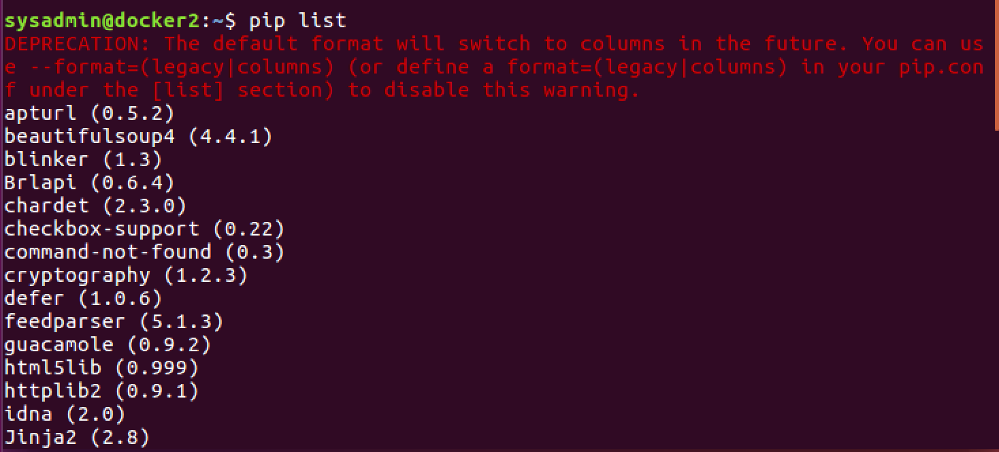 sysadmin@docker2:~$ pip list
DEPRECATION: The default format will switch to columns in the future. You can us
e --format=(legacy|columns) (or define a format=(legacy|columns) in your pip.con
f under the [list] section) to disable this warning.
apturl (0.5.2)
beautifulsoup4 (4.4.1)
blinker (1.3)
Brlapi (0.6.4)
chardet (2.3.0)
checkbox-support (0.22)
command-not-found (0.3)
cryptography (1.2.3)
defer (1.0.6)
feedparser (5.1.3)
guacamole (0.9.2)
html5lib (0.999)
httplib2 (0.9.1)
idna (2.0)
Jinja2 (2.8)